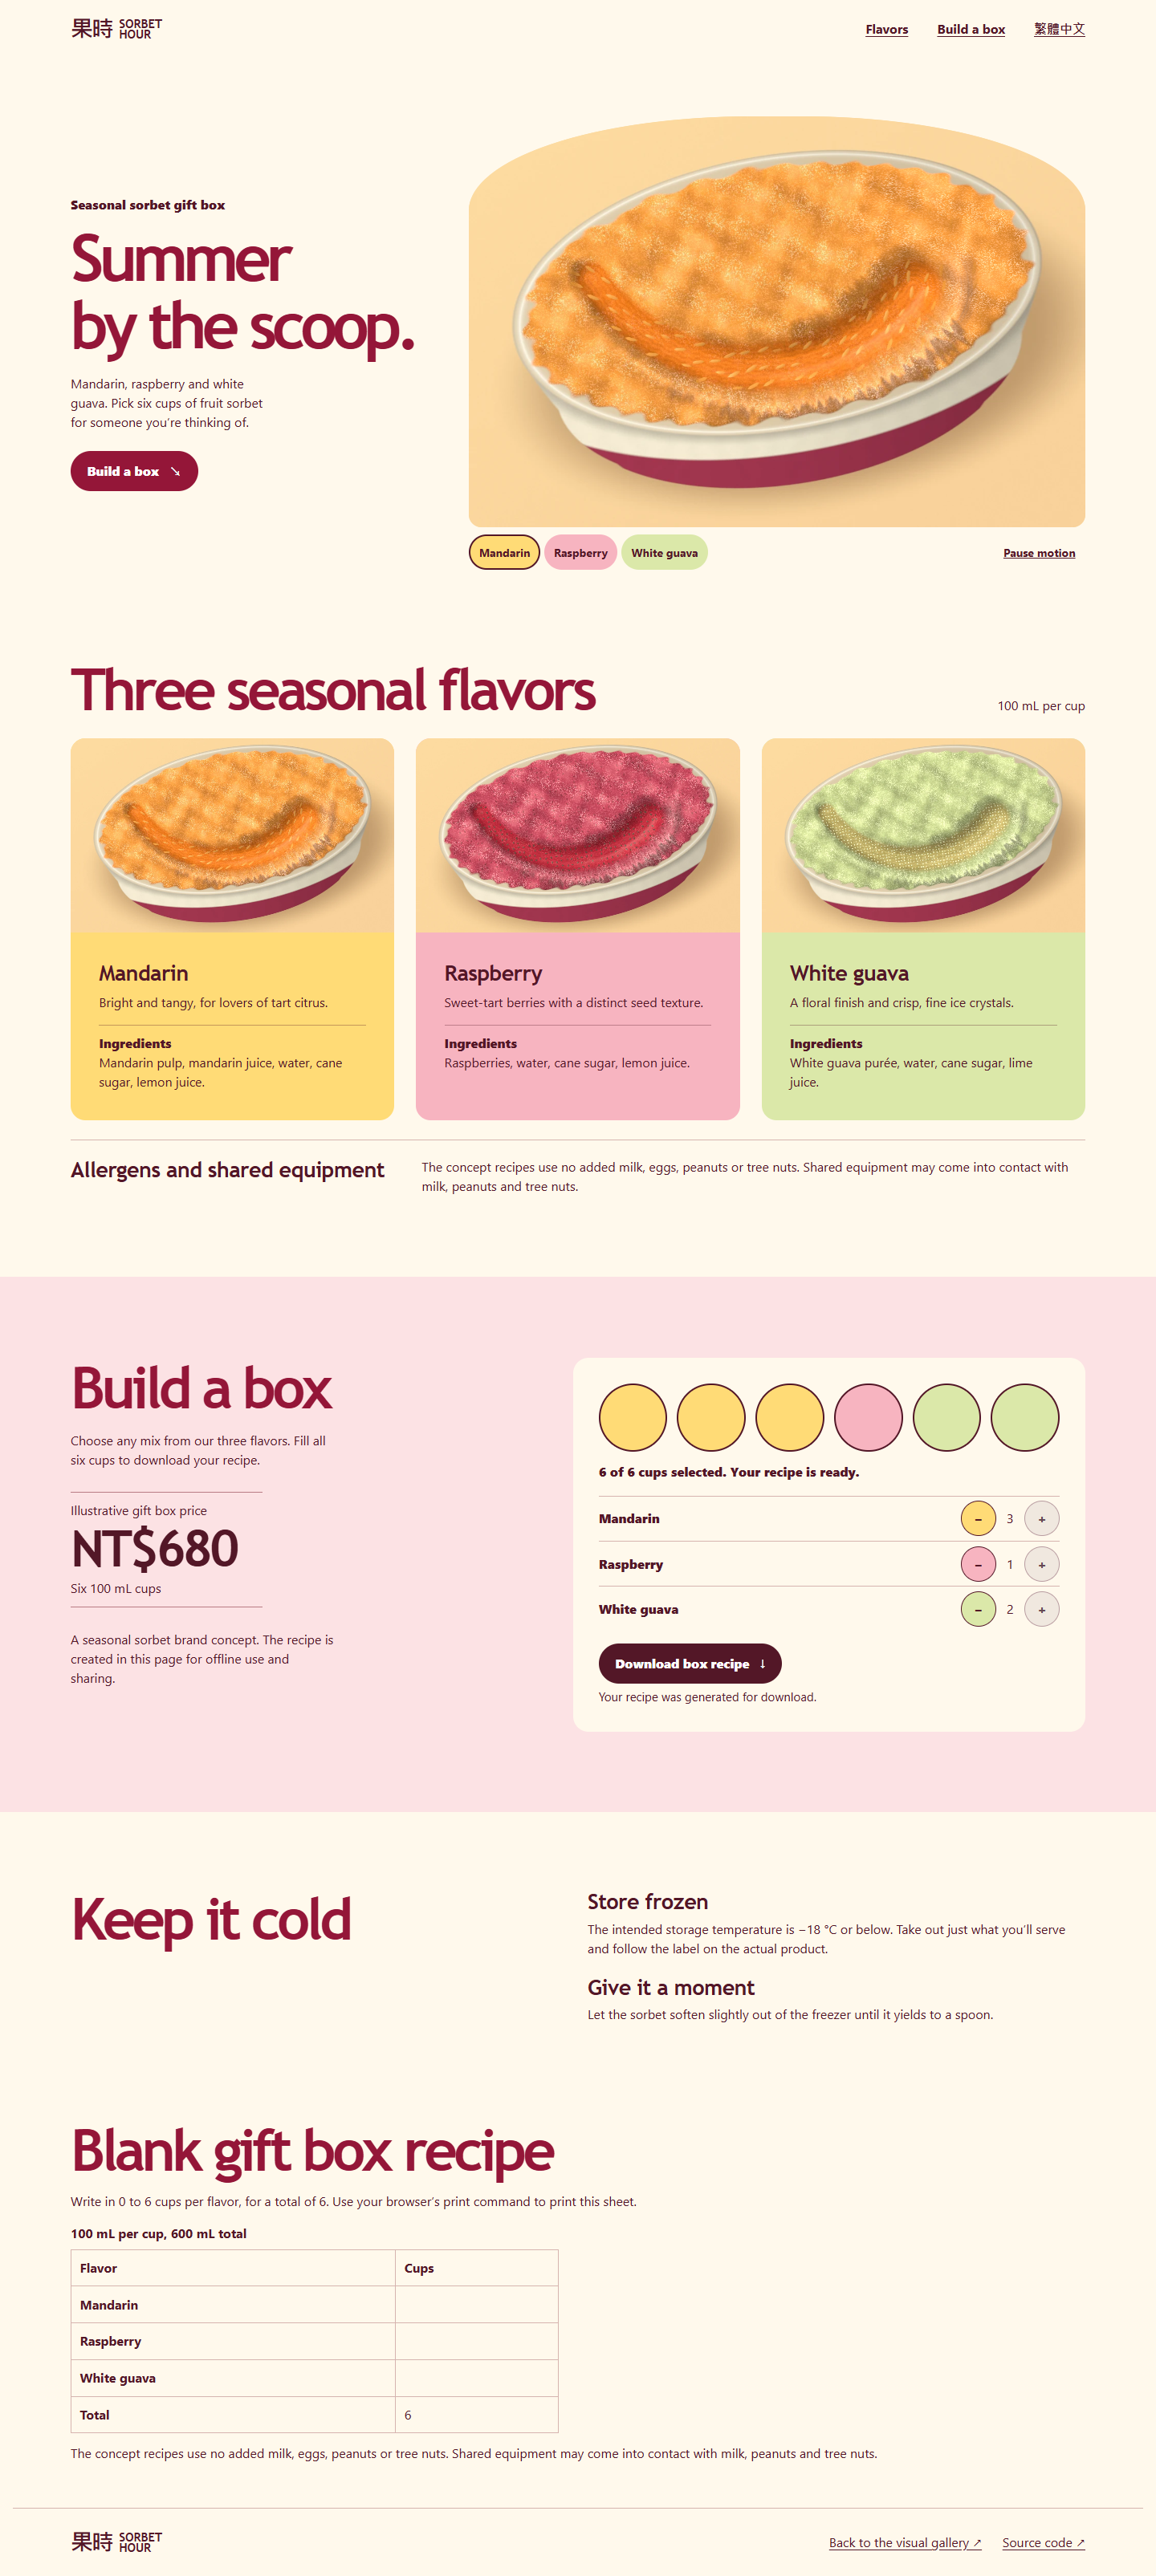 果時 SORBET HOUR
Flavors
Build a box
繁體中文
Seasonal sorbet gift box
Summer
by the scoop.
Mandarin, raspberry and white
guava. Pick six cups of fruit sorbet
for someone you’re thinking of.
Build a box ↘
Mandarin
Raspberry
White guava
Pause motion
Three seasonal flavors
100 mL per cup
Mandarin
Bright and tangy, for lovers of tart citrus.
Ingredients
Mandarin pulp, mandarin juice, water, cane
sugar, lemon juice.
Raspberry
Sweet-tart berries with a distinct seed texture.
Ingredients
Raspberries, water, cane sugar, lemon juice.
White guava
A floral finish and crisp, fine ice crystals.
Ingredients
White guava purée, water, cane sugar, lime
juice.
Allergens and shared equipment
The concept recipes use no added milk, eggs, peanuts or tree nuts. Shared equipment may come into contact with
milk, peanuts and tree nuts.
Build a box
Choose any mix from our three flavors. Fill all
six cups to download your recipe.
Illustrative gift box price
NT$680
Six 100 mL cups
A seasonal sorbet brand concept. The recipe is
created in this page for offline use and
sharing.
6 of 6 cups selected. Your recipe is ready.
Mandarin − 3 +
Raspberry − 1 +
White guava − 2 +
Download box recipe ↓
Your recipe was generated for download.
Keep it cold
Store frozen
The intended storage temperature is −18 °C or below. Take out just what you’ll serve
and follow the label on the actual product.
Give it a moment
Let the sorbet soften slightly out of the freezer until it yields to a spoon.
Blank gift box recipe
Write in 0 to 6 cups per flavor, for a total of 6. Use your browser’s print command to print this sheet.
100 mL per cup, 600 mL total
Flavor Cups
Mandarin
Raspberry
White guava
Total 6
The concept recipes use no added milk, eggs, peanuts or tree nuts. Shared equipment may come into contact with milk, peanuts and tree nuts.
果時 SORBET HOUR
Back to the visual gallery ↗
Source code ↗